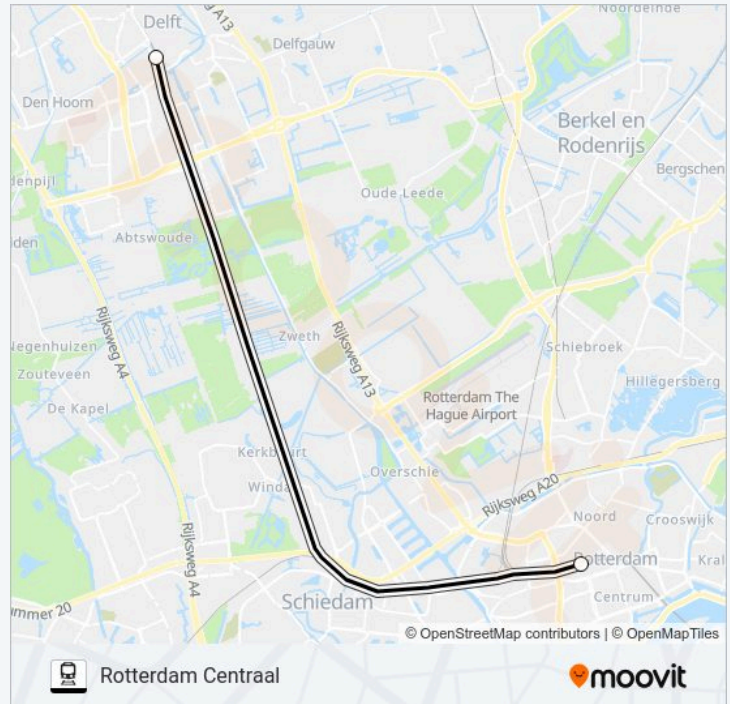 Noordeinde
Delft
g A13
Delfgauw
Den Hoorn
Berkel en
Rodenrijs
Bergschen
denpijl
Oude Leede
Abtswoude
den
Rijksweg A4
Zweth
Rijksweg A13
Negenhuizen
Schiebroek
Zouteveen
Hillegersberg
De Kapel
Rotterdam The
Hague Airport
Kerkbuurt
Overschie
Winda
Rijksweg A20
Noord
Crooswijk
Rijksweg A4
Rotterdam
Kral
Centrum
Schiedam
ummer 20
© OpenStreetMap contributors | © OpenMapTiles
Rotterdam Centraal
moovit